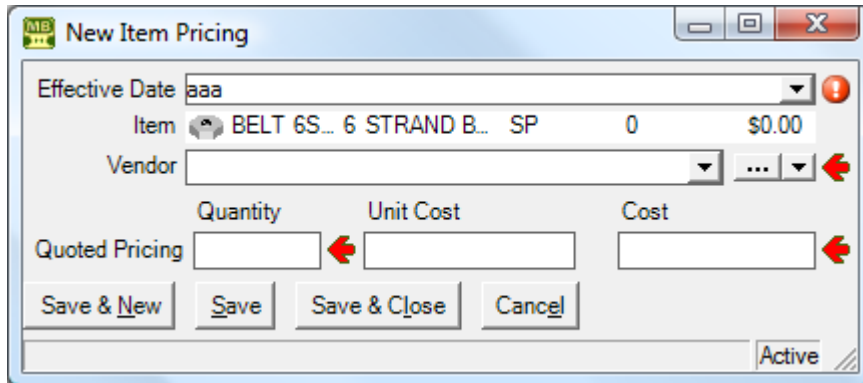 MB
New Item Pricing
Effective Date aaa
Item BELT 6S... 6 STRAND B... SP 0 $0.00
Vendor ...
Quantity Unit Cost Cost
Quoted Pricing
Save & New Save Save & Close Cancel
Active